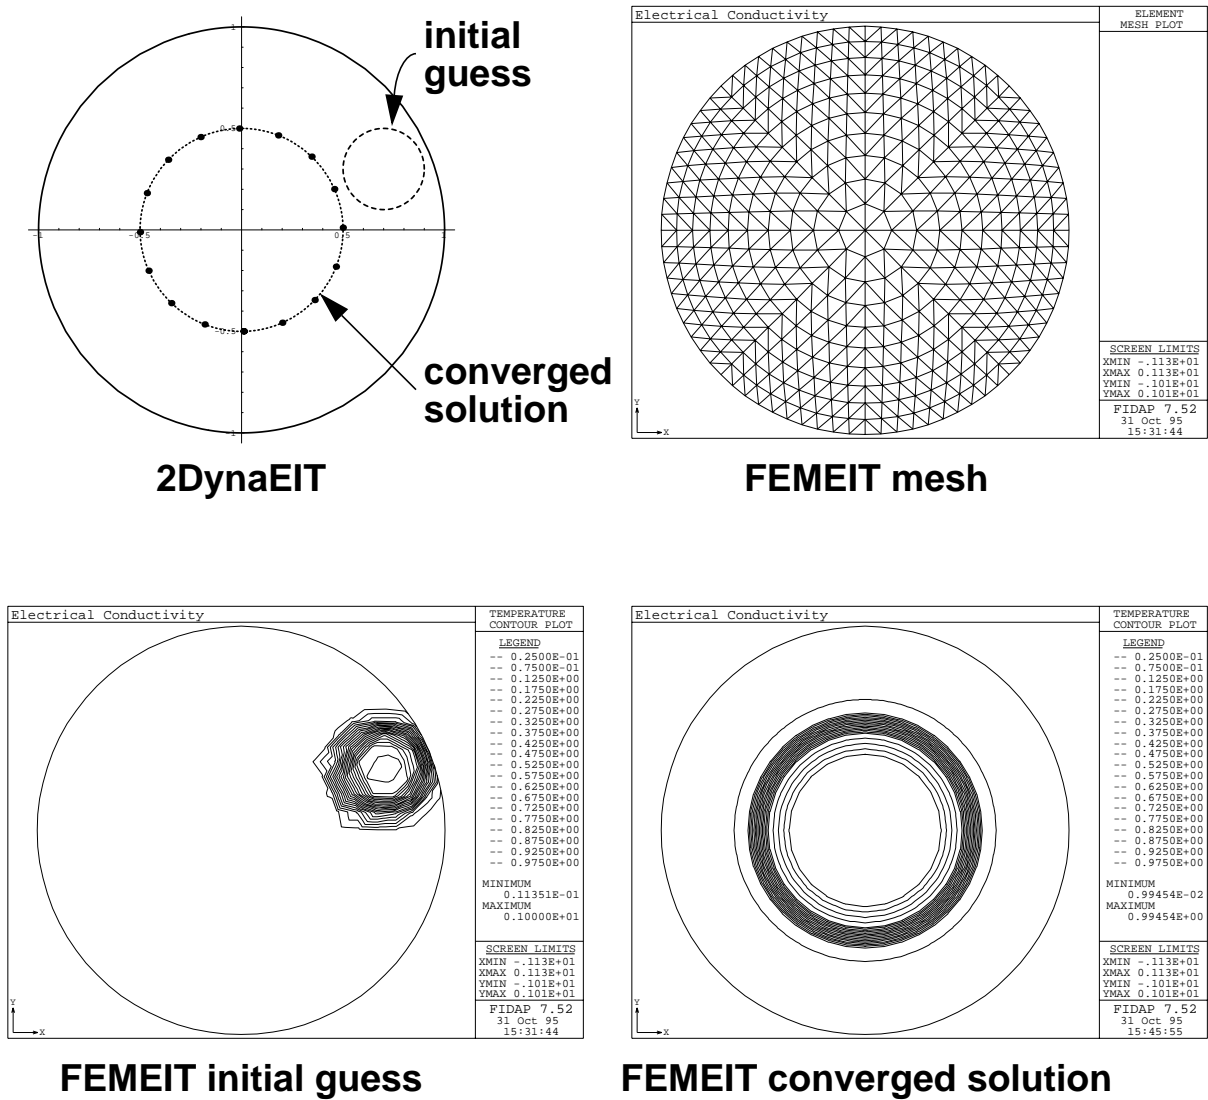 initial
guess
1
0.5
-1
-0.5
0.5
1
-0.5
-1
converged
solution
2DynaEIT
Electrical Conductivity
ELEMENT
MESH PLOT
SCREEN LIMITS
XMIN -.113E+01
XMAX 0.113E+01
YMIN -.101E+01
YMAX 0.101E+01
FIDAP 7.52
31 Oct 95
15:31:44
Y
X
FEMEIT mesh
Electrical Conductivity
TEMPERATURE
CONTOUR PLOT
LEGEND
-- 0.2500E-01
-- 0.7500E-01
-- 0.1250E+00
-- 0.1750E+00
-- 0.2250E+00
-- 0.2750E+00
-- 0.3250E+00
-- 0.3750E+00
-- 0.4250E+00
-- 0.4750E+00
-- 0.5250E+00
-- 0.5750E+00
-- 0.6250E+00
-- 0.6750E+00
-- 0.7250E+00
-- 0.7750E+00
-- 0.8250E+00
-- 0.8750E+00
-- 0.9250E+00
-- 0.9750E+00
MINIMUM
0.11351E-01
MAXIMUM
0.10000E+01
SCREEN LIMITS
XMIN -.113E+01
XMAX 0.113E+01
YMIN -.101E+01
YMAX 0.101E+01
FIDAP 7.52
31 Oct 95
15:31:44
Y
X
FEMEIT initial guess
Electrical Conductivity
TEMPERATURE
CONTOUR PLOT
LEGEND
-- 0.2500E-01
-- 0.7500E-01
-- 0.1250E+00
-- 0.1750E+00
-- 0.2250E+00
-- 0.2750E+00
-- 0.3250E+00
-- 0.3750E+00
-- 0.4250E+00
-- 0.4750E+00
-- 0.5250E+00
-- 0.5750E+00
-- 0.6250E+00
-- 0.6750E+00
-- 0.7250E+00
-- 0.7750E+00
-- 0.8250E+00
-- 0.8750E+00
-- 0.9250E+00
-- 0.9750E+00
MINIMUM
0.99454E-02
MAXIMUM
0.99454E+00
SCREEN LIMITS
XMIN -.113E+01
XMAX 0.113E+01
YMIN -.101E+01
YMAX 0.101E+01
FIDAP 7.52
31 Oct 95
15:45:55
Y
X
FEMEIT converged solution